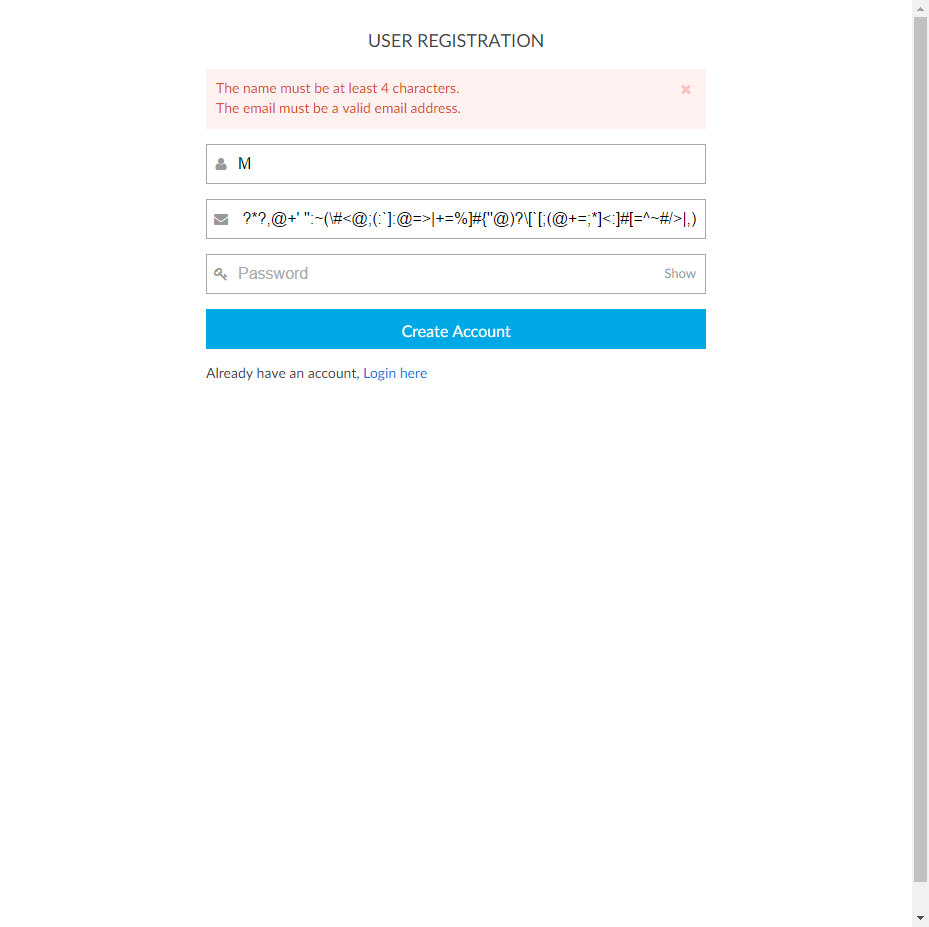 USER REGISTRATION
The name must be at least 4 characters.
The email must be a valid email address.
M
?*?,@+' ":~(\#<@;(:`]:@=>|+=%]#{"@)?\[`[;(@+=;*]<:]#[=^~#/>|,)
Password
Show
Create Account
Already have an account, Login here